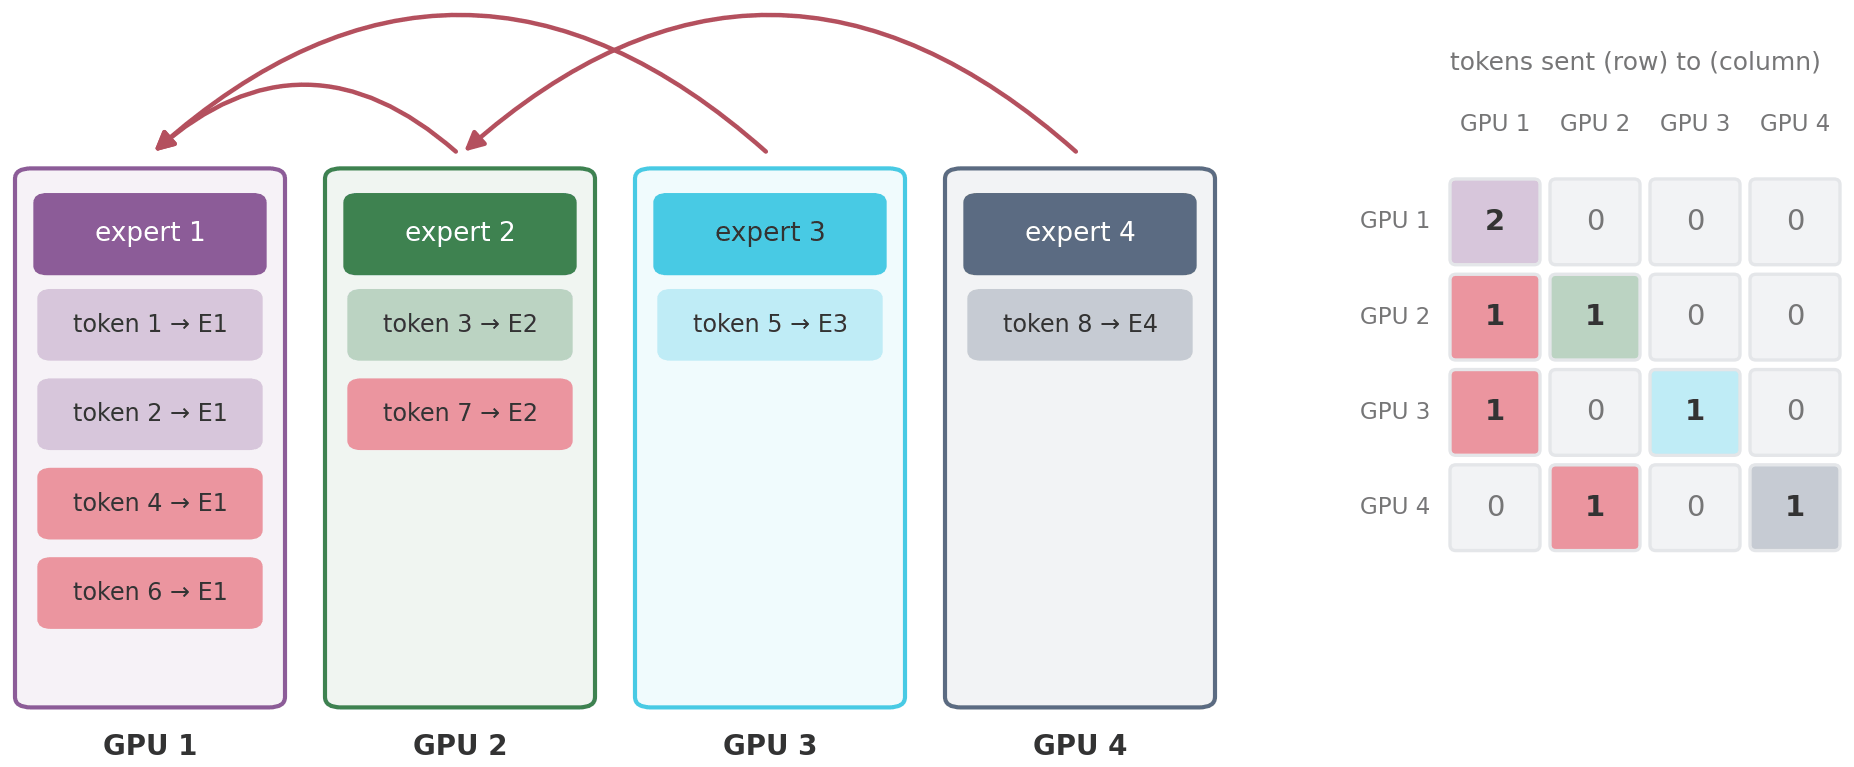 expert 1
token 1 → E1
token 2 → E1
token 4 → E1
token 6 → E1
GPU 1
expert 2
token 3 → E2
token 7 → E2
GPU 2
expert 3
token 5 → E3
GPU 3
expert 4
token 8 → E4
GPU 4
tokens sent (row) to (column)
GPU 1 GPU 2 GPU 3 GPU 4
GPU 1 2 0 0 0
GPU 2 1 1 0 0
GPU 3 1 0 1 0
GPU 4 0 1 0 1